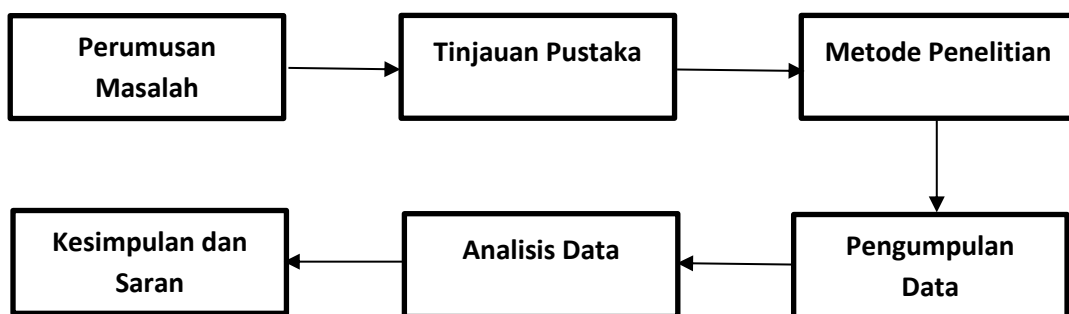 Perumusan
Masalah
Tinjauan Pustaka
Metode Penelitian
Pengumpulan
Data
Analisis Data
Kesimpulan dan
Saran